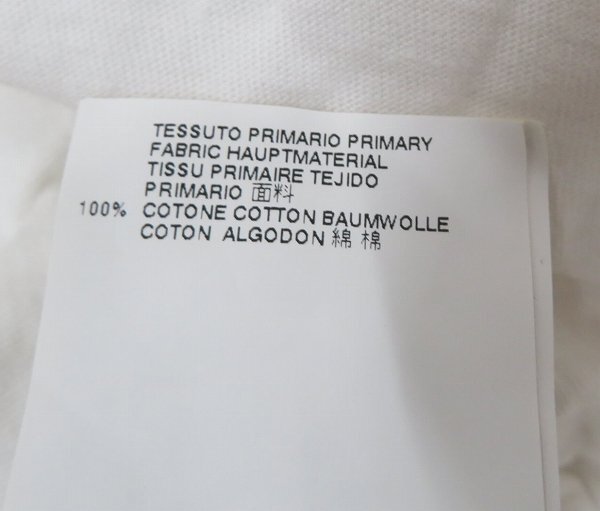 TESSUTO PRIMARIO PRIMARY
FABRIC HAUPTMATERIAL
TISSU PRIMAIRE TEJIDO
PRIMARIO 面料
100% COTONE COTTON BAUMWOLLE
COTON ALGODON 綿 棉